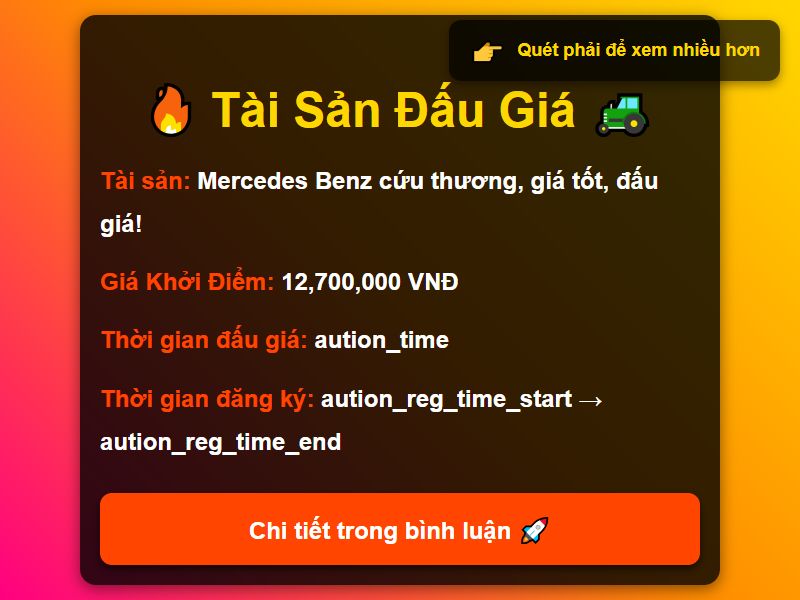 👉 Quét phải để xem nhiều hơn
🔥 Tài Sản Đấu Giá 🚜
Tài sản: Mercedes Benz cứu thương, giá tốt, đấu
giá!
Giá Khởi Điểm: 12,700,000 VNĐ
Thời gian đấu giá: aution_time
Thời gian đăng ký: aution_reg_time_start →
aution_reg_time_end
Chi tiết trong bình luận 🚀